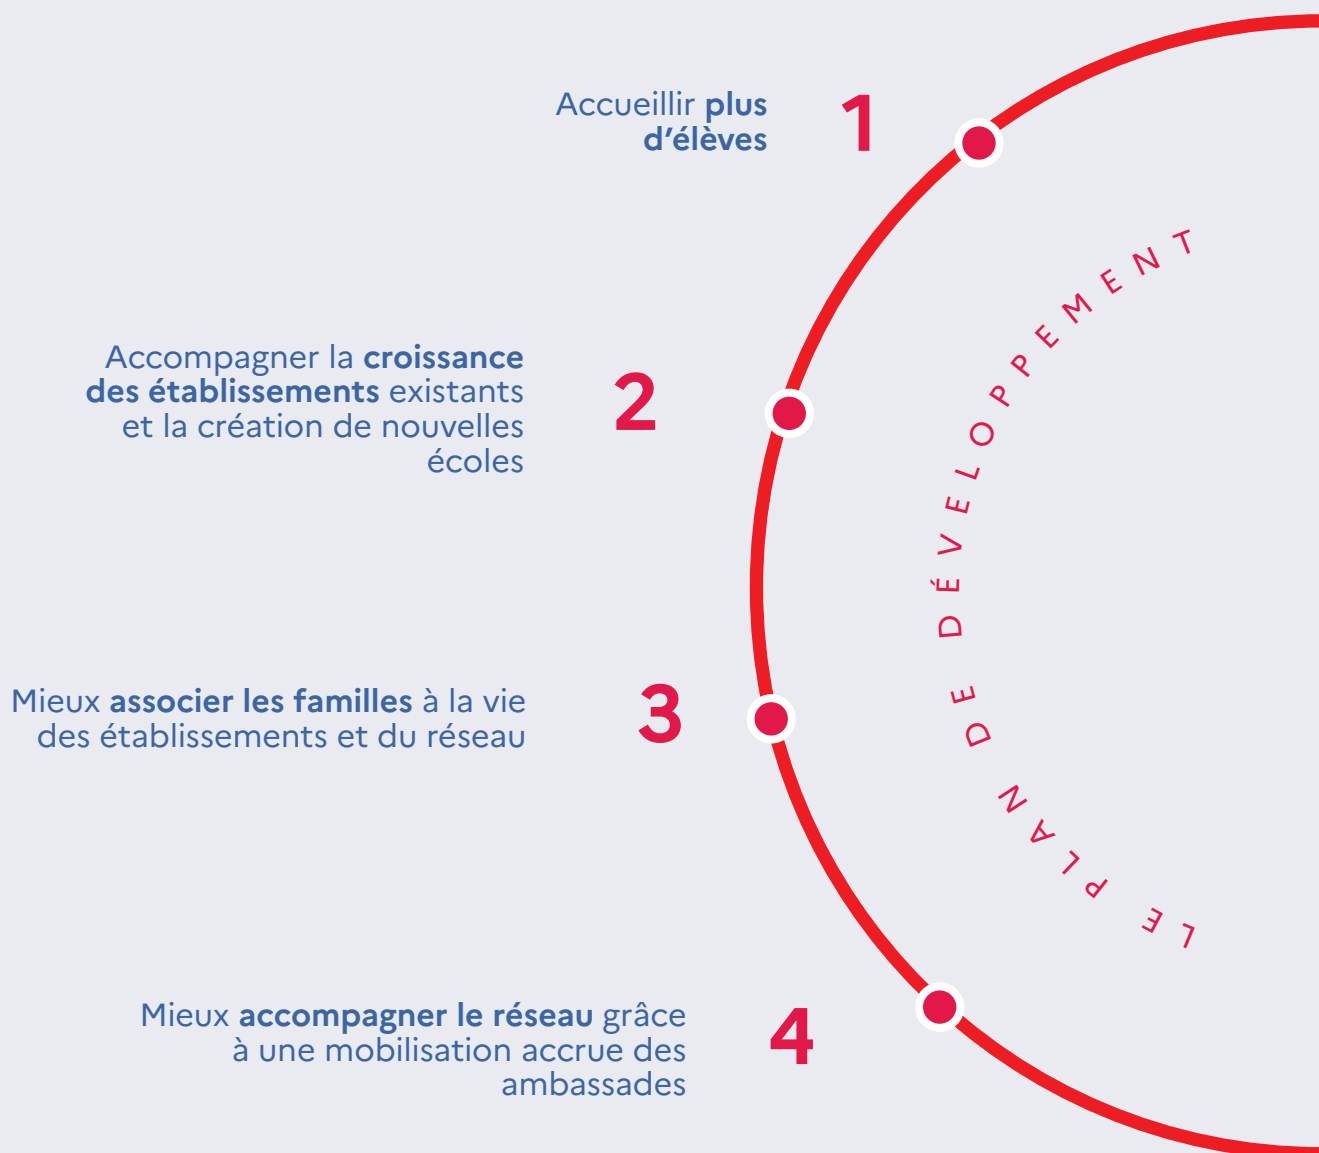 Accueillir plus
d’élèves
1
Accompagner la croissance
des établissements existants
et la création de nouvelles
écoles
2
Mieux associer les familles à la vie
des établissements et du réseau
3
Mieux accompagner le réseau grâce
à une mobilisation accrue des
ambassades
4
LE PLAN DE DÉVELOPPEMENT